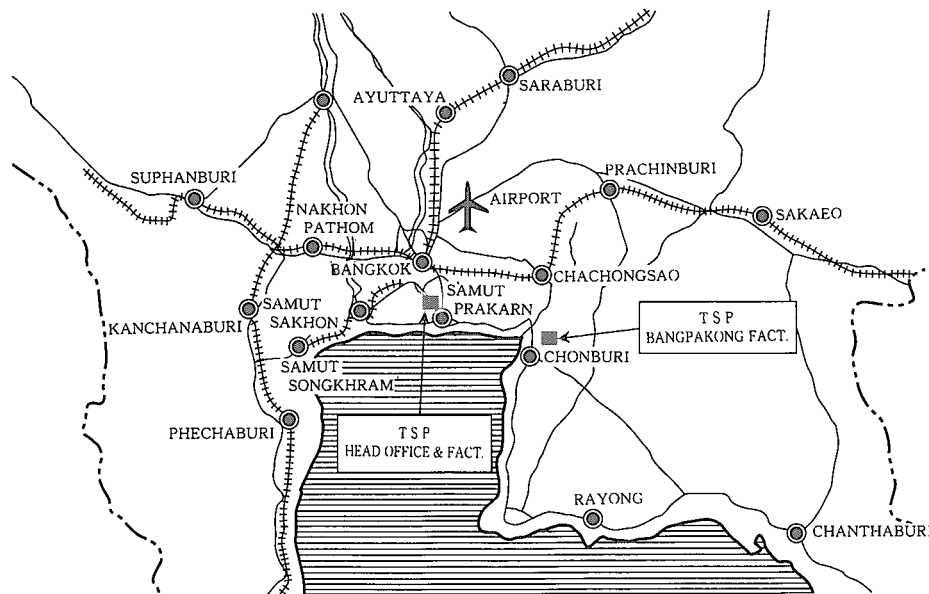 AYUTTAYA
SARABURI
SUPHANBURI
PRACHINBURI
AIRPORT
NAKHON
PATHOM
SAKAEO
BANGKOK
CHACHONGSAO
SAMUT
PRAKARN
SAMUT
SAKHON
KANCHANABURI
T S P
BANGPAKONG FACT.
CHONBURI
SAMUT
SONGKHRAM
PHECHABURI
T S P
HEAD OFFICE & FACT.
RAYONG
CHANTHABURI